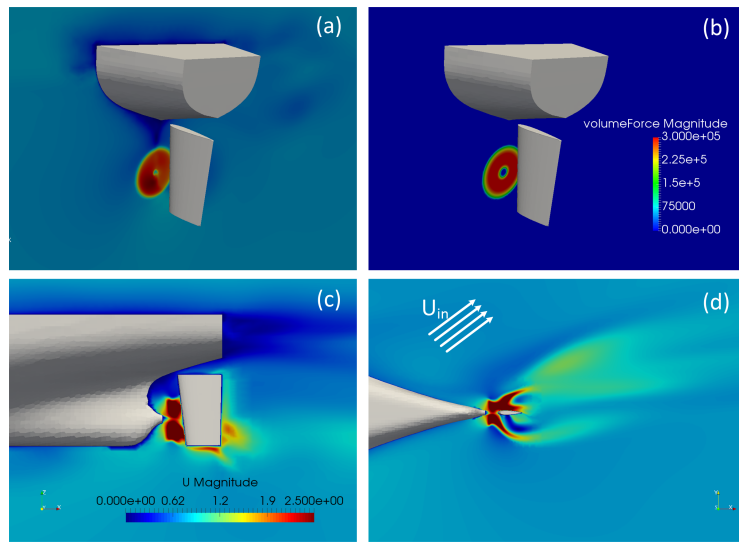 (a)
(b)
volumeForce Magnitude
3.000e+05
2.25e+5
1.5e+5
75000
0.000e+00
(c)
U Magnitude
0.000e+00 0.62 1.2 1.9 2.500e+00
Z
X
(d)
U_in
Y
X